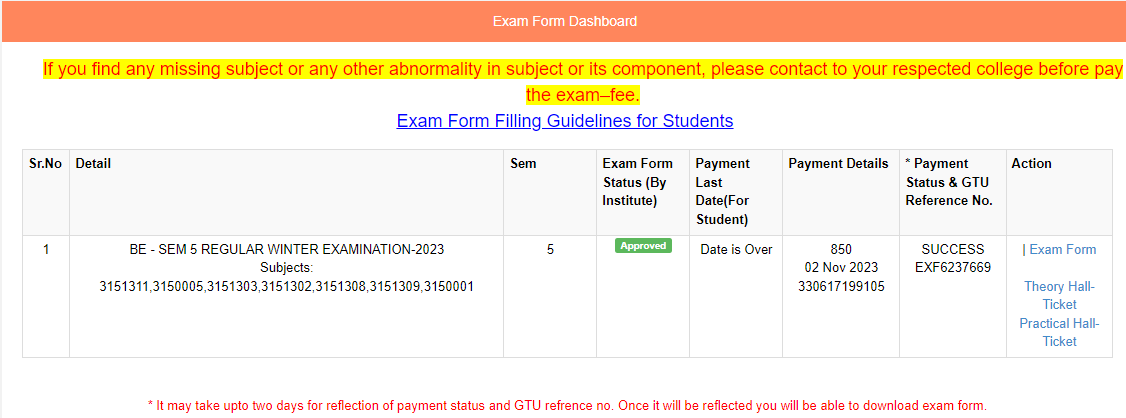 Exam Form Dashboard
If you find any missing subject or any other abnormality in subject or its component, please contact to your respected college before pay
the exam–fee.
Exam Form Filling Guidelines for Students
Sr.No
Detail
Sem
Exam Form
Status (By
Institute)
Payment
Last
Date(For
Student)
Payment Details
* Payment
Status & GTU
Reference No.
Action
1
BE - SEM 5 REGULAR WINTER EXAMINATION-2023
Subjects:
3151311,3150005,3151303,3151302,3151308,3151309,3150001
5
Approved
Date is Over
850
02 Nov 2023
330617199105
SUCCESS
EXF6237669
| Exam Form
Theory Hall-
Ticket
Practical Hall-
Ticket
* It may take upto two days for reflection of payment status and GTU refrence no. Once it will be reflected you will be able to download exam form.